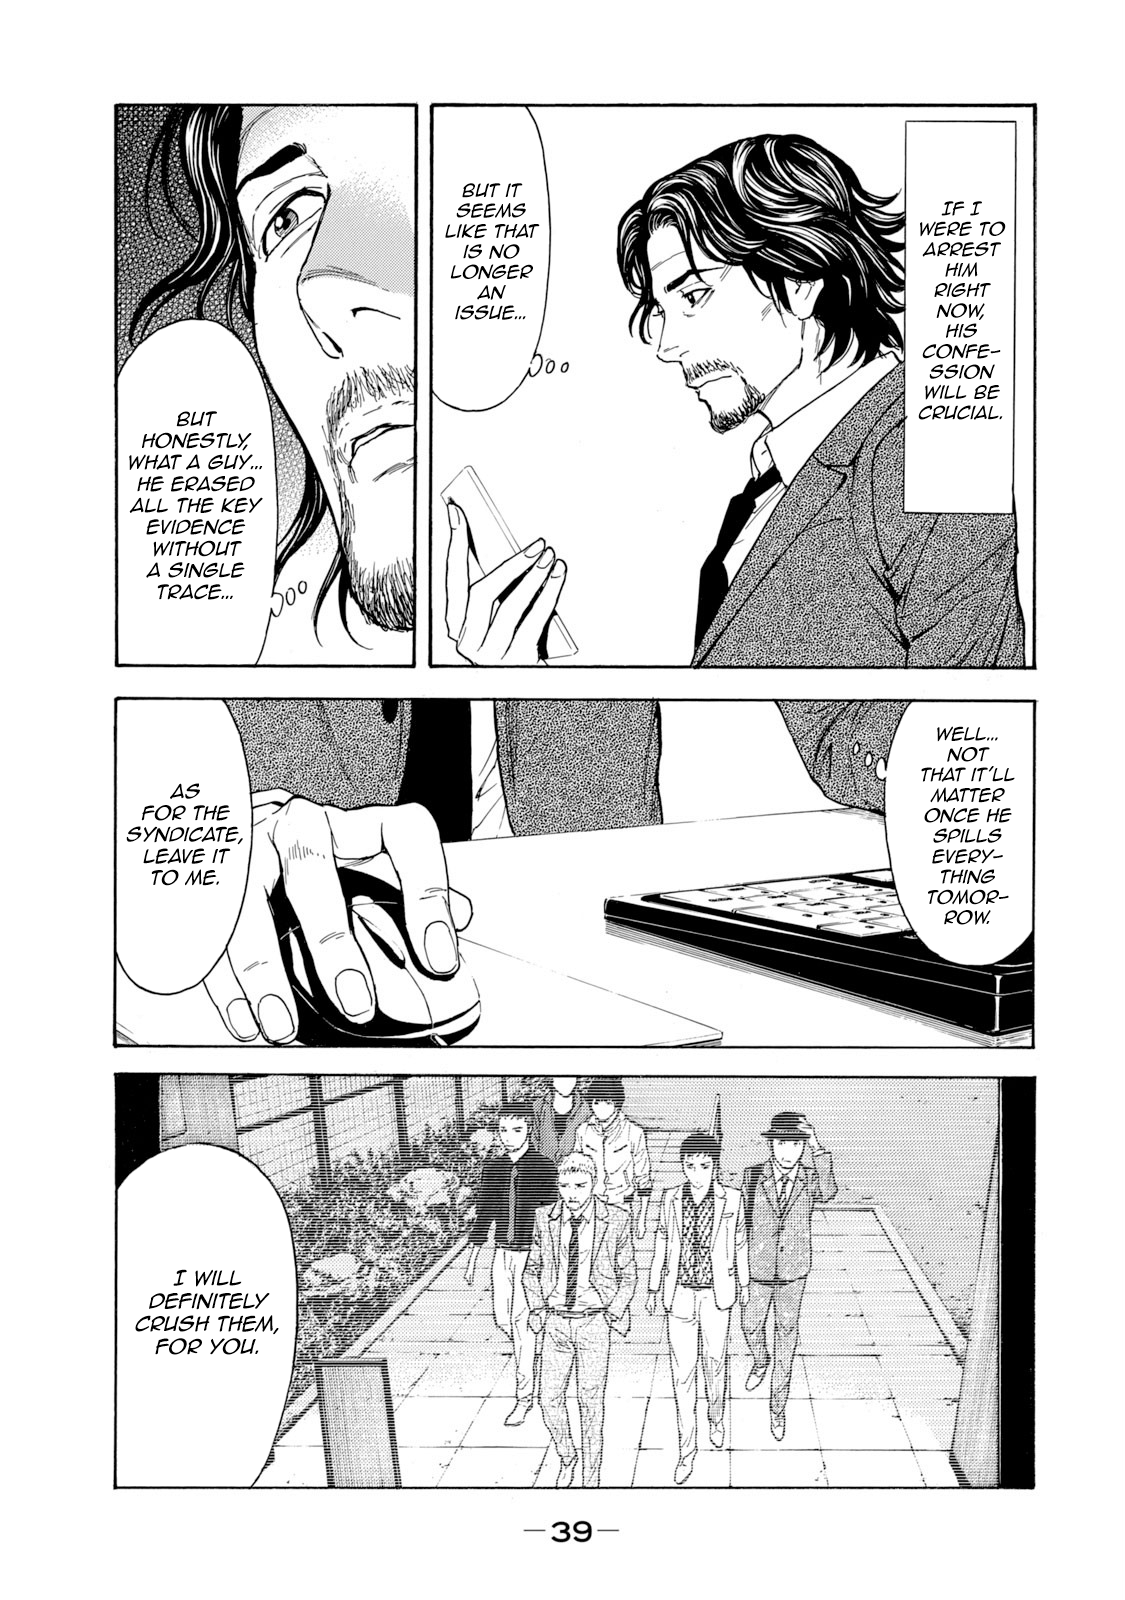 IF I
WERE TO
ARREST
HIM
RIGHT
NOW,
HIS
CONFE-
SSION
WILL BE
CRUCIAL.
BUT IT
SEEMS
LIKE THAT
IS NO
LONGER
AN
ISSUE...
BUT
HONESTLY,
WHAT A GUY...
HE ERASED
ALL THE KEY
EVIDENCE
WITHOUT
A SINGLE
TRACE...
WELL...
NOT
THAT IT'LL
MATTER
ONCE HE
SPILLS
EVERY-
THING
TOMOR-
ROW.
AS
FOR THE
SYNDICATE,
LEAVE IT
TO ME.
I WILL
DEFINITELY
CRUSH THEM,
FOR YOU.
—39—